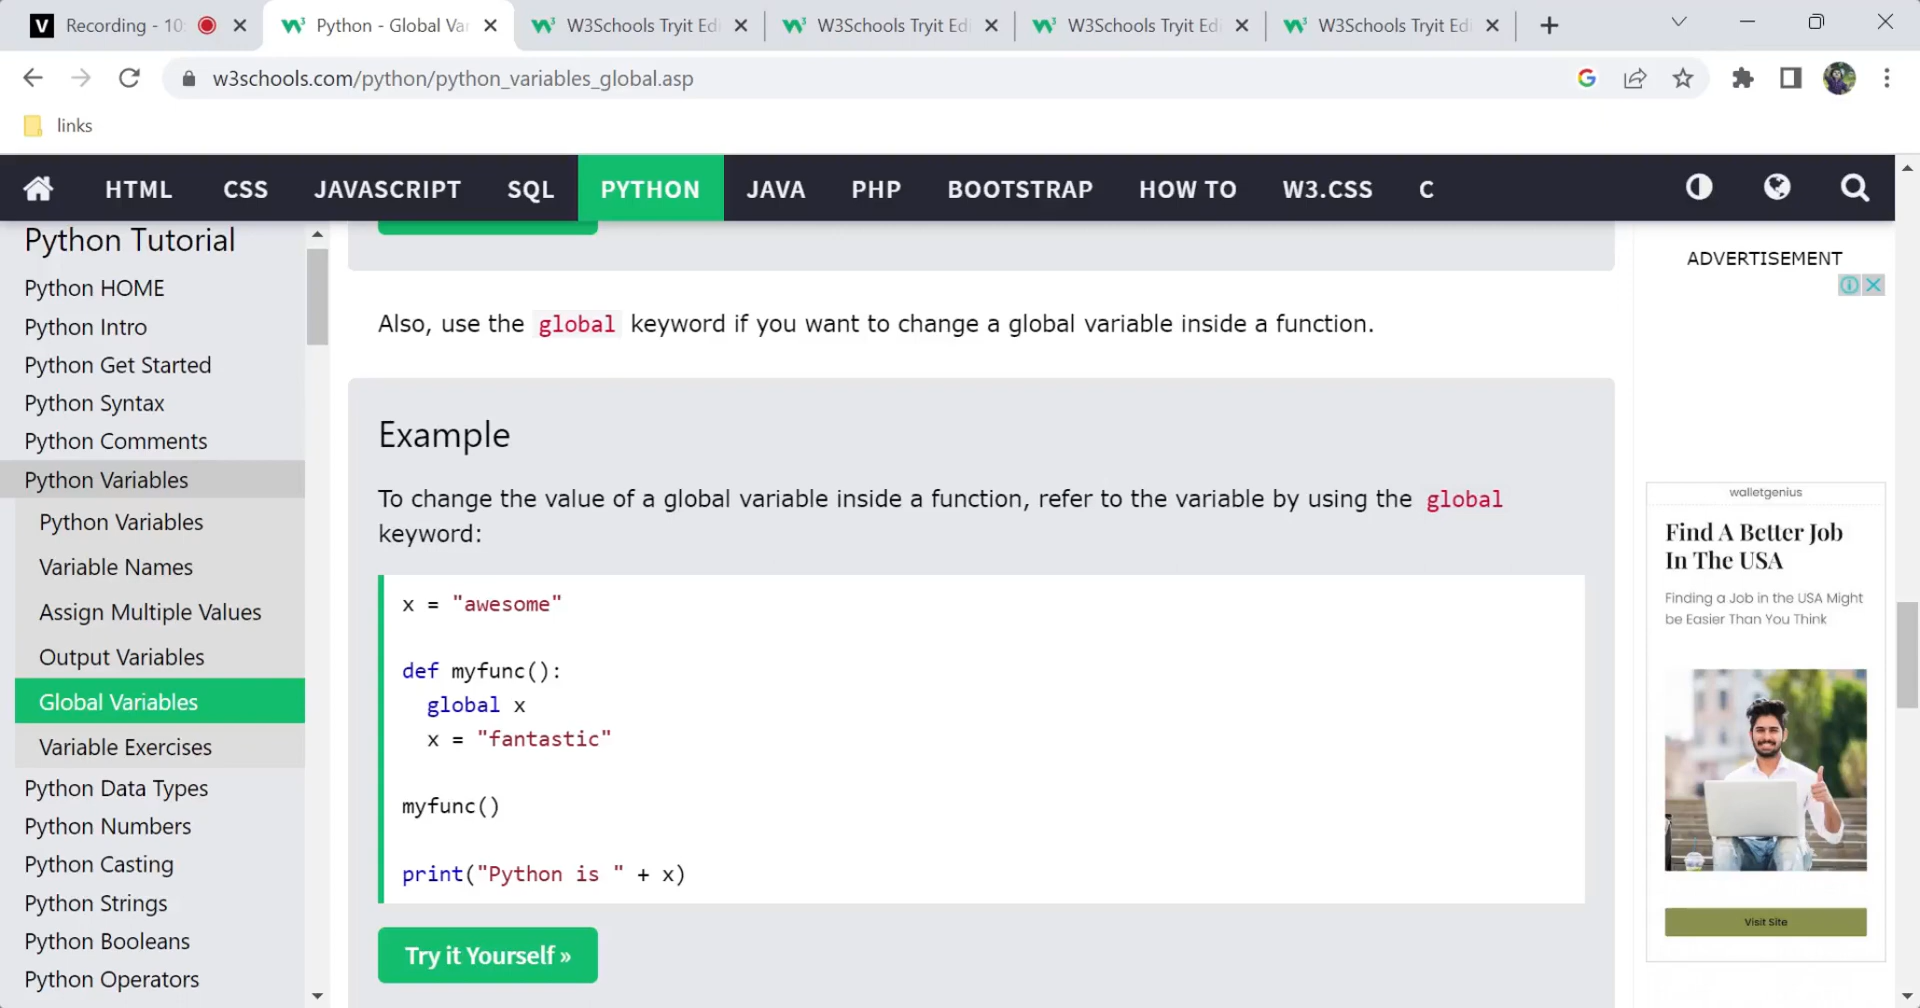 Recording - 10:
Python - Global Var
W3Schools Tryit Edi
W3Schools Tryit Edi
W3Schools Tryit Edi
W3Schools Tryit Edi
w3schools.com/python/python_variables_global.asp
links
HTML CSS JAVASCRIPT SQL PYTHON JAVA PHP BOOTSTRAP HOW TO W3.CSS C
Python Tutorial
Python HOME
Python Intro
Python Get Started
Python Syntax
Python Comments
Python Variables
Python Variables
Variable Names
Assign Multiple Values
Output Variables
Global Variables
Variable Exercises
Python Data Types
Python Numbers
Python Casting
Python Strings
Python Booleans
Python Operators
Also, use the global keyword if you want to change a global variable inside a function.
Example
To change the value of a global variable inside a function, refer to the variable by using the global
keyword:
x = "awesome"
def myfunc():
  global x
  x = "fantastic"
myfunc()
print("Python is " + x)
Try it Yourself »
ADVERTISEMENT
walletgenius
Find A Better Job
In The USA
Finding a Job in the USA Might
be Easier Than You Think
Visit Site